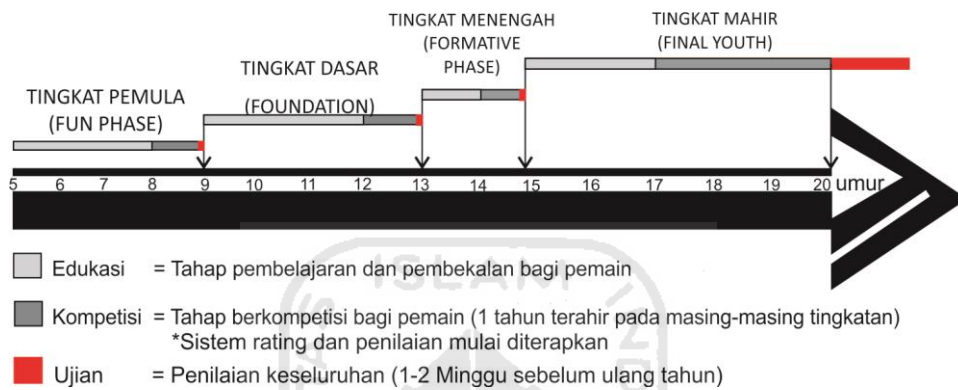 TINGKAT PEMULA
(FUN PHASE)
TINGKAT DASAR
(FOUNDATION)
TINGKAT MENENGAH
(FORMATIVE
PHASE)
TINGKAT MAHIR
(FINAL YOUTH)
5 6 7 8 9 10 11 12 13 14 15 16 17 18 19 20 umur
Edukasi = Tahap pembelajaran dan pembekalan bagi pemain
Kompetisi = Tahap berkompetisi bagi pemain (1 tahun terahir pada masing-masing tingkatan)
*Sistem rating dan penilaian mulai diterapkan
Ujian = Penilaian keseluruhan (1-2 Minggu sebelum ulang tahun)
ISLAM